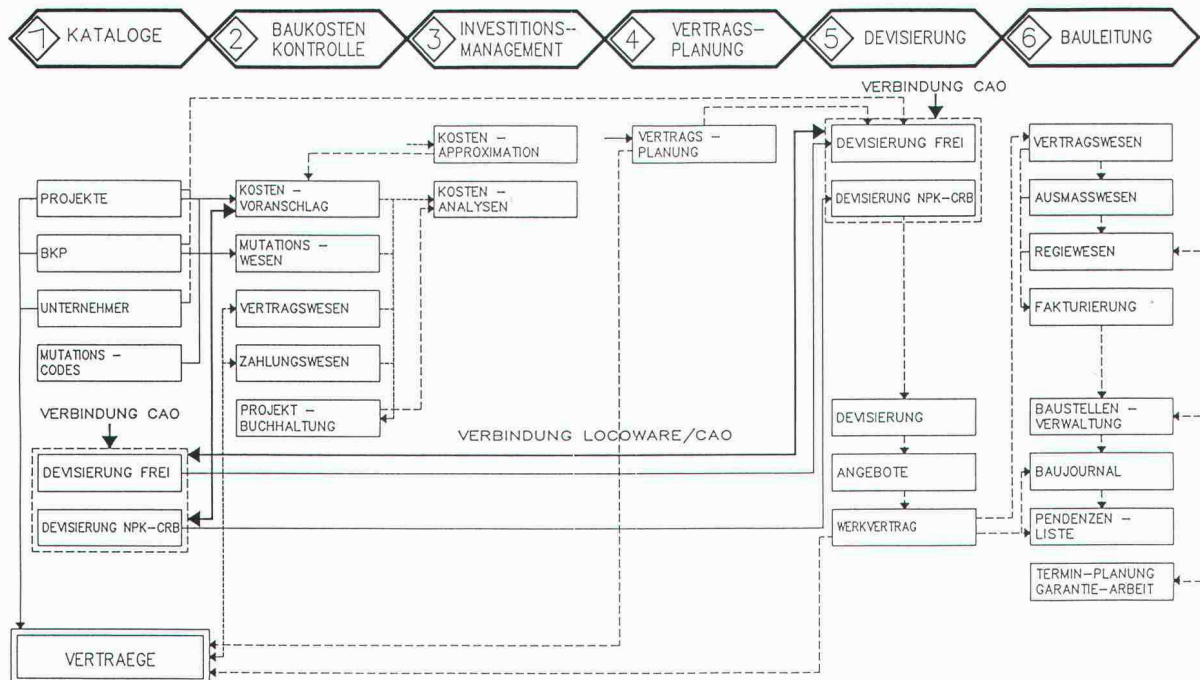 1 KATALOGE
2 BAUKOSTEN
KONTROLLE
3 INVESTITIONS-
MANAGEMENT
4 VERTRAGS-
PLANUNG
5 DEVISIERUNG
6 BAULEITUNG
PROJEKTE
BKP
UNTERNEHMER
MUTATIONS -
CODES
VERBINDUNG CAO
DEVISIERUNG FREI
DEVISIERUNG NPK-CRB
VERTRAEGE
KOSTEN -
VORANSCHLAG
MUTATIONS -
WESEN
VERTRAGSWESEN
ZAHLUNGSWESEN
PROJEKT -
BUCHHALTUNG
KOSTEN -
APPROXIMATION
KOSTEN -
ANALYSEN
VERBINDUNG LOCOWARE/CAO
VERTRAGS -
PLANUNG
VERBINDUNG CAO
DEVISIERUNG FREI
DEVISIERUNG NPK-CRB
DEVISIERUNG
ANGEBOTE
WERKVERTRAG
VERTRAGSWESEN
AUSMASSWESEN
REGIEWESEN
FAKTURIERUNG
BAUSTELLEN -
VERWALTUNG
BAUJOURNAL
PENDENZEN -
LISTE
TERMIN-PLANUNG
GARANTIE-ARBEIT